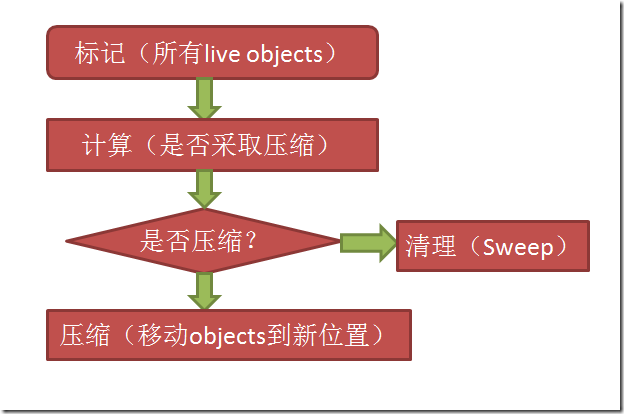 标记（所有live objects）
计算（是否采取压缩）
是否压缩？
清理（Sweep）
压缩（移动objects到新位置）